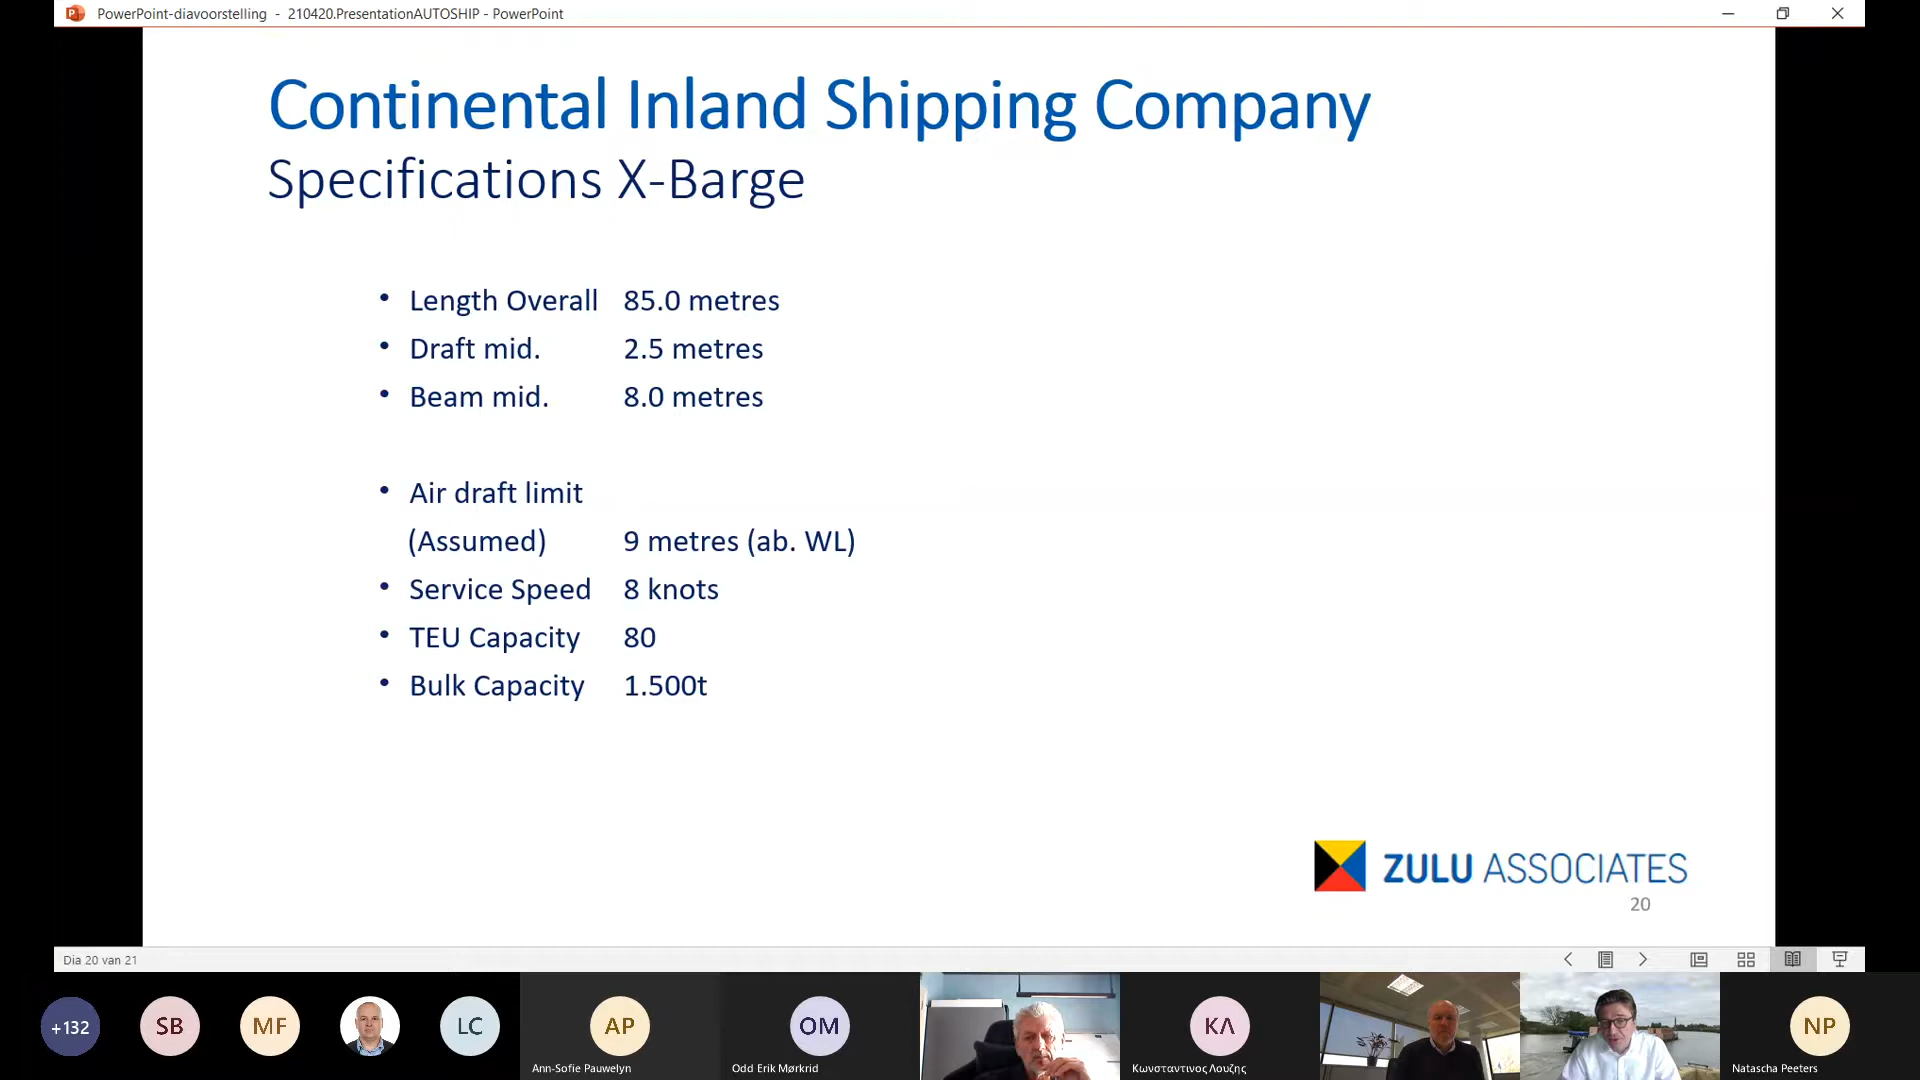 PowerPoint-diavoorstelling - 210420.PresentationAUTOSHIP - PowerPoint
Continental Inland Shipping Company
Specifications X-Barge
• Length Overall 85.0 metres
• Draft mid. 2.5 metres
• Beam mid. 8.0 metres
• Air draft limit
(Assumed) 9 metres (ab. WL)
• Service Speed 8 knots
• TEU Capacity 80
• Bulk Capacity 1.500t
ZULU ASSOCIATES
20
Dia 20 van 21
+132 SB MF LC AP OM ΚΛ NP
Ann-Sofie Pauwelyn Odd Erik Mørkrid Κωνσταντινος Λουζης Natascha Peeters